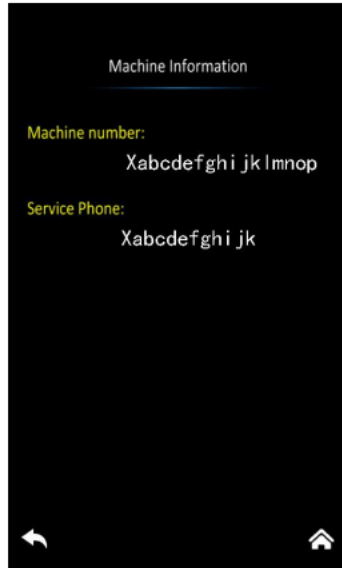 Machine Information
Machine number:
Xabcdefghijklmnop
Service Phone:
Xabcdefghijk